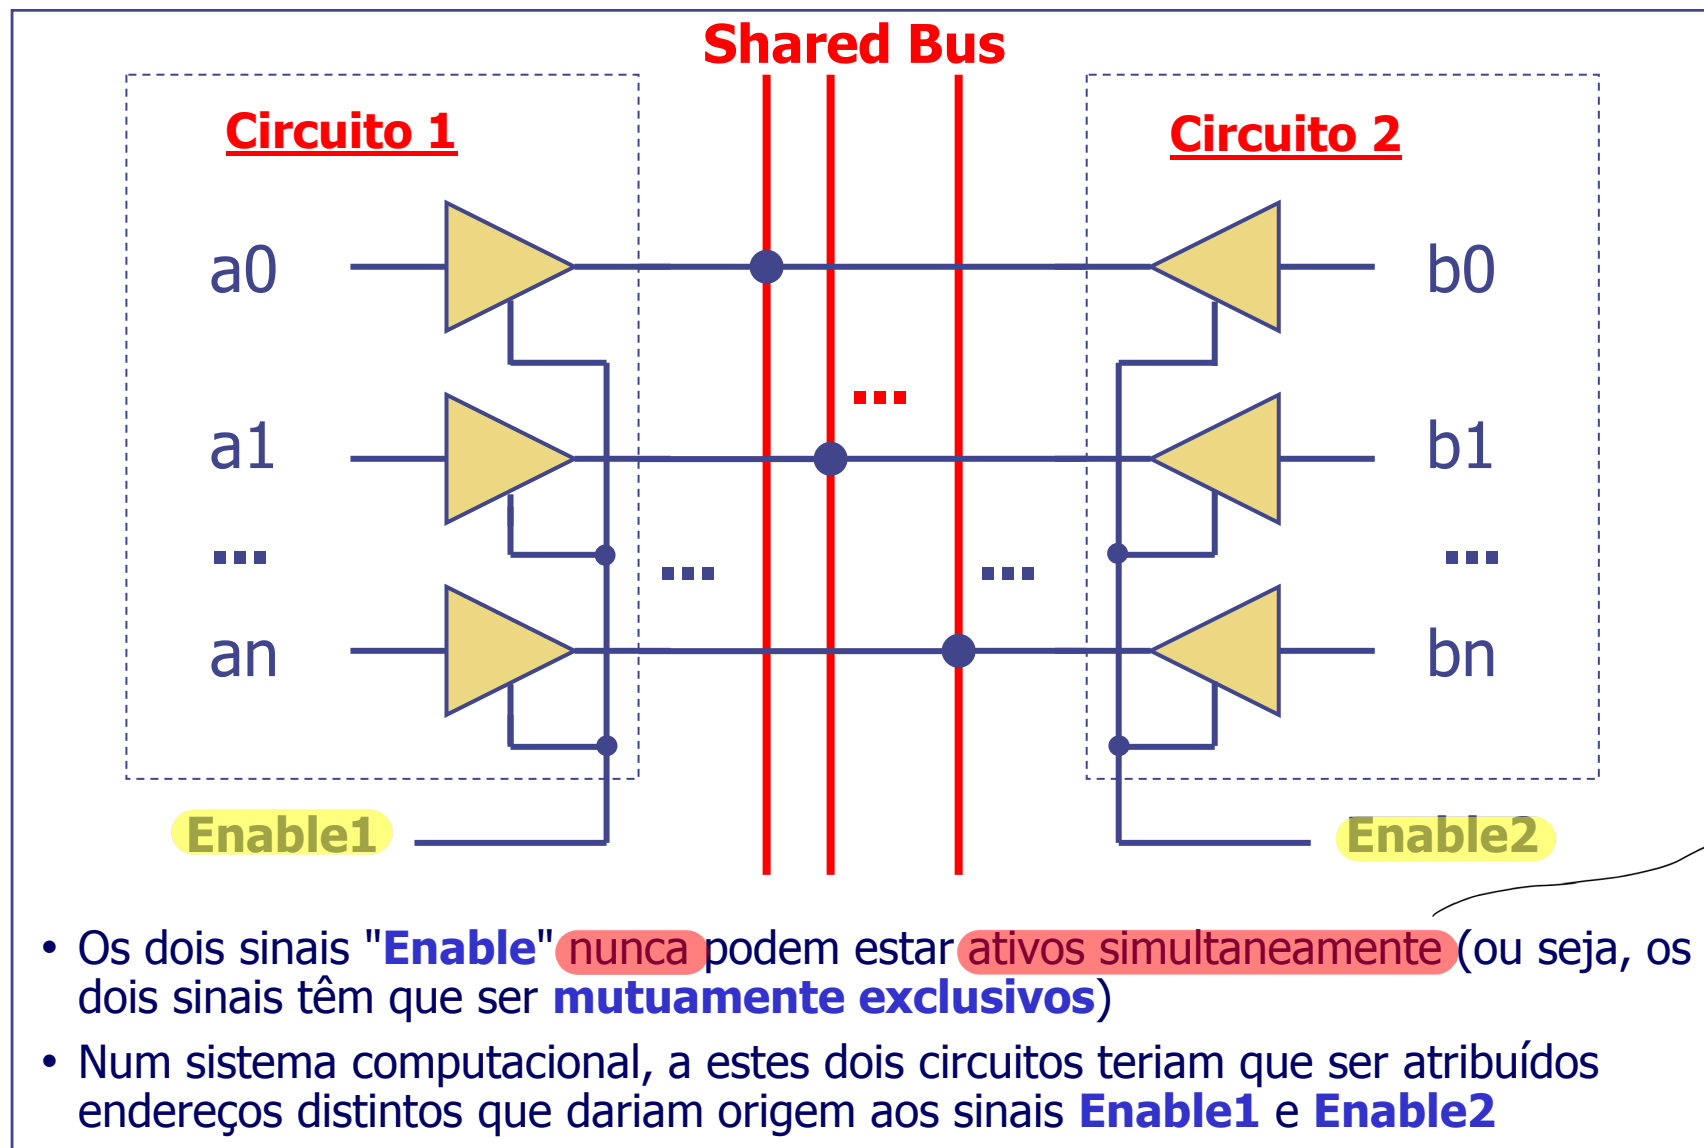 Shared Bus
Circuito 1
Circuito 2
a0
b0
...
a1
b1
...
...
...
...
an
bn
Enable1
Enable2
• Os dois sinais "Enable" nunca podem estar ativos simultaneamente (ou seja, os
dois sinais têm que ser mutuamente exclusivos)
• Num sistema computacional, a estes dois circuitos teriam que ser atribuídos
endereços distintos que dariam origem aos sinais Enable1 e Enable2